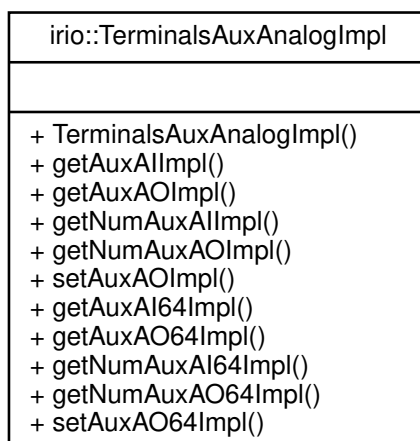 irio::TerminalsAuxAnalogImpl
+ TerminalsAuxAnalogImpl()
+ getAuxAIImpl()
+ getAuxAOImpl()
+ getNumAuxAIImpl()
+ getNumAuxAOImpl()
+ setAuxAOImpl()
+ getAuxAI64Impl()
+ getAuxAO64Impl()
+ getNumAuxAI64Impl()
+ getNumAuxAO64Impl()
+ setAuxAO64Impl()